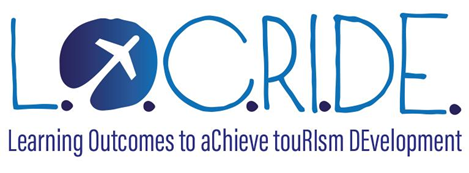 L.O.C.R.I.D.E.
Learning Outcomes to aChieve touRIsm DEvelopment